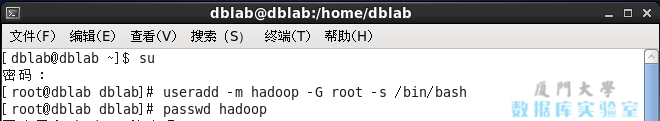 dblab@dblab:/home/dblab
文件(F) 编辑(E) 查看(V) 搜索(S) 终端(T) 帮助(H)
[dblab@dblab ~]$ su
密码：
[root@dblab dblab]# useradd -m hadoop -G root -s /bin/bash
[root@dblab dblab]# passwd hadoop
厦門大學
数据库实验室